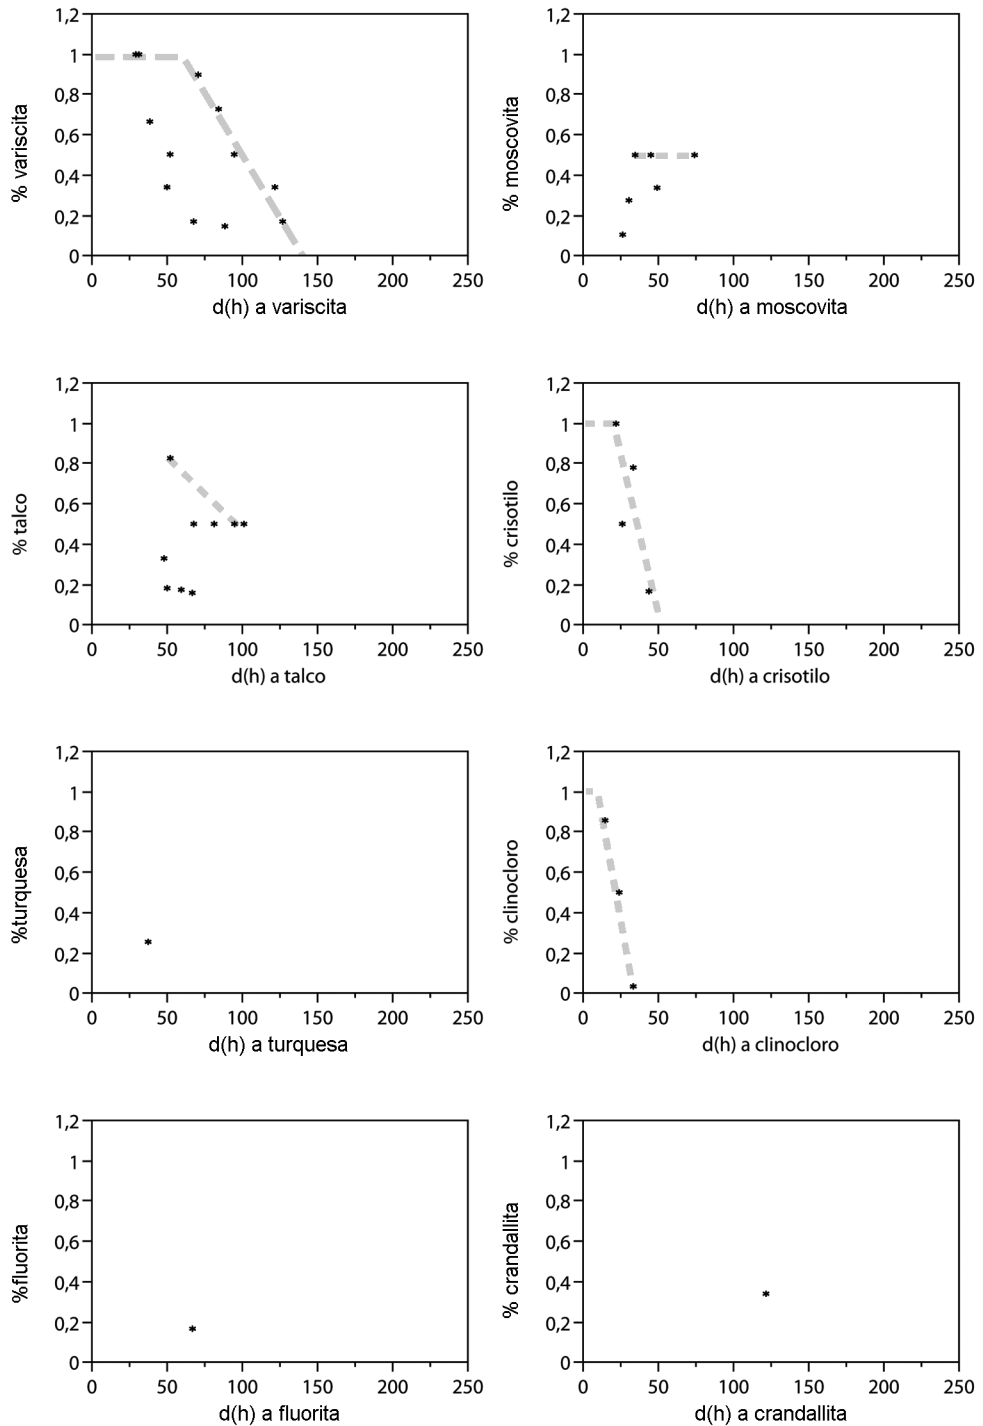 1,2
1
0,8
0,6
0,4
0,2
0
% variscita
0 50 100 150 200 250
d(h) a variscita
1,2
1
0,8
0,6
0,4
0,2
0
% moscovita
0 50 100 150 200 250
d(h) a moscovita
1,2
1
0,8
0,6
0,4
0,2
0
% talco
0 50 100 150 200 250
d(h) a talco
1,2
1
0,8
0,6
0,4
0,2
0
% crisotilo
0 50 100 150 200 250
d(h) a crisotilo
1,2
1
0,8
0,6
0,4
0,2
0
%turquesa
0 50 100 150 200 250
d(h) a turquesa
1,2
1
0,8
0,6
0,4
0,2
0
% clinocloro
0 50 100 150 200 250
d(h) a clinocloro
1,2
1
0,8
0,6
0,4
0,2
0
%fluorita
0 50 100 150 200 250
d(h) a fluorita
1,2
1
0,8
0,6
0,4
0,2
0
% crandallita
0 50 100 150 200 250
d(h) a crandallita